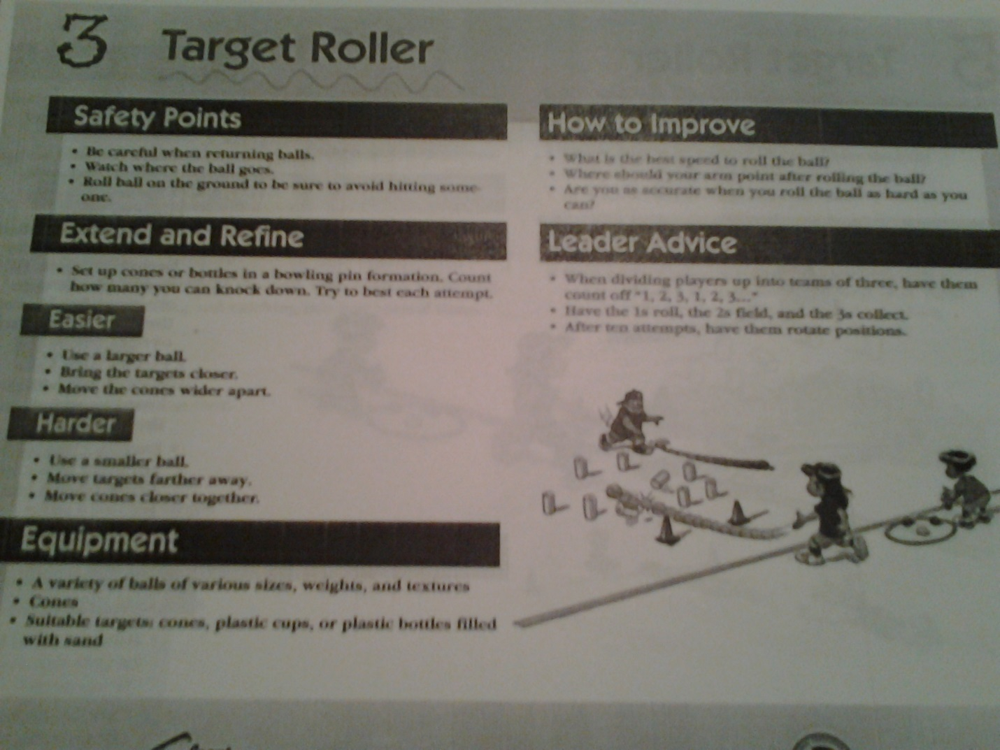 3 Target Roller
Safety Points
• Be careful when returning balls.
• Watch where the ball goes.
• Roll ball on the ground to be sure to avoid hitting some-
one.
Extend and Refine
• Set up cones or bottles in a bowling pin formation. Count
how many you can knock down. Try to best each attempt.
Easier
• Use a larger ball.
• Bring the targets closer.
• Move the cones wider apart.
Harder
• Use a smaller ball.
• Move targets farther away.
• Move cones closer together.
Equipment
• A variety of balls of various sizes, weights, and textures
• Cones
• Suitable targets: cones, plastic cups, or plastic bottles filled
with sand
How to Improve
• What is the best speed to roll the ball?
• Where should your arm point after rolling the ball?
• Are you as accurate when you roll the ball as hard as you
can?
Leader Advice
• When dividing players up into teams of three, have them
count off "1, 2, 3, 1, 2, 3..."
• Have the 1s roll, the 2s field, and the 3s collect.
• After ten attempts, have them rotate positions.